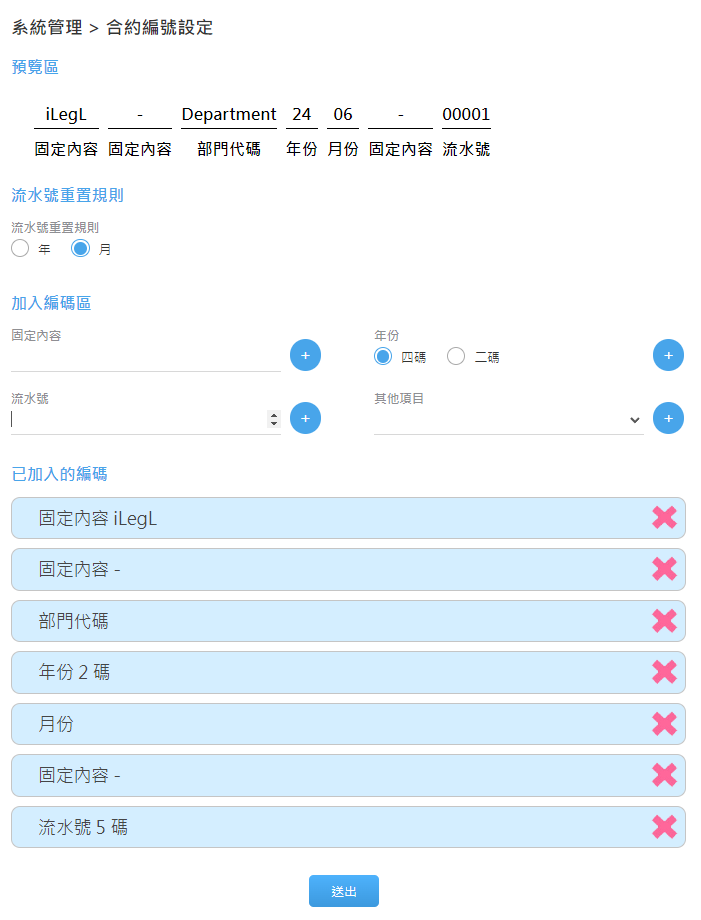 系統管理 > 合約編號設定
預覽區
iLegL - Department 24 06 - 00001
固定內容 固定內容 部門代碼 年份 月份 固定內容 流水號
流水號重置規則
流水號重置規則
年 月
加入編碼區
固定內容 年份
+ 四碼 二碼 +
流水號 其他項目
+ +
已加入的編碼
固定內容 iLegL
固定內容 -
部門代碼
年份 2 碼
月份
固定內容 -
流水號 5 碼
送出